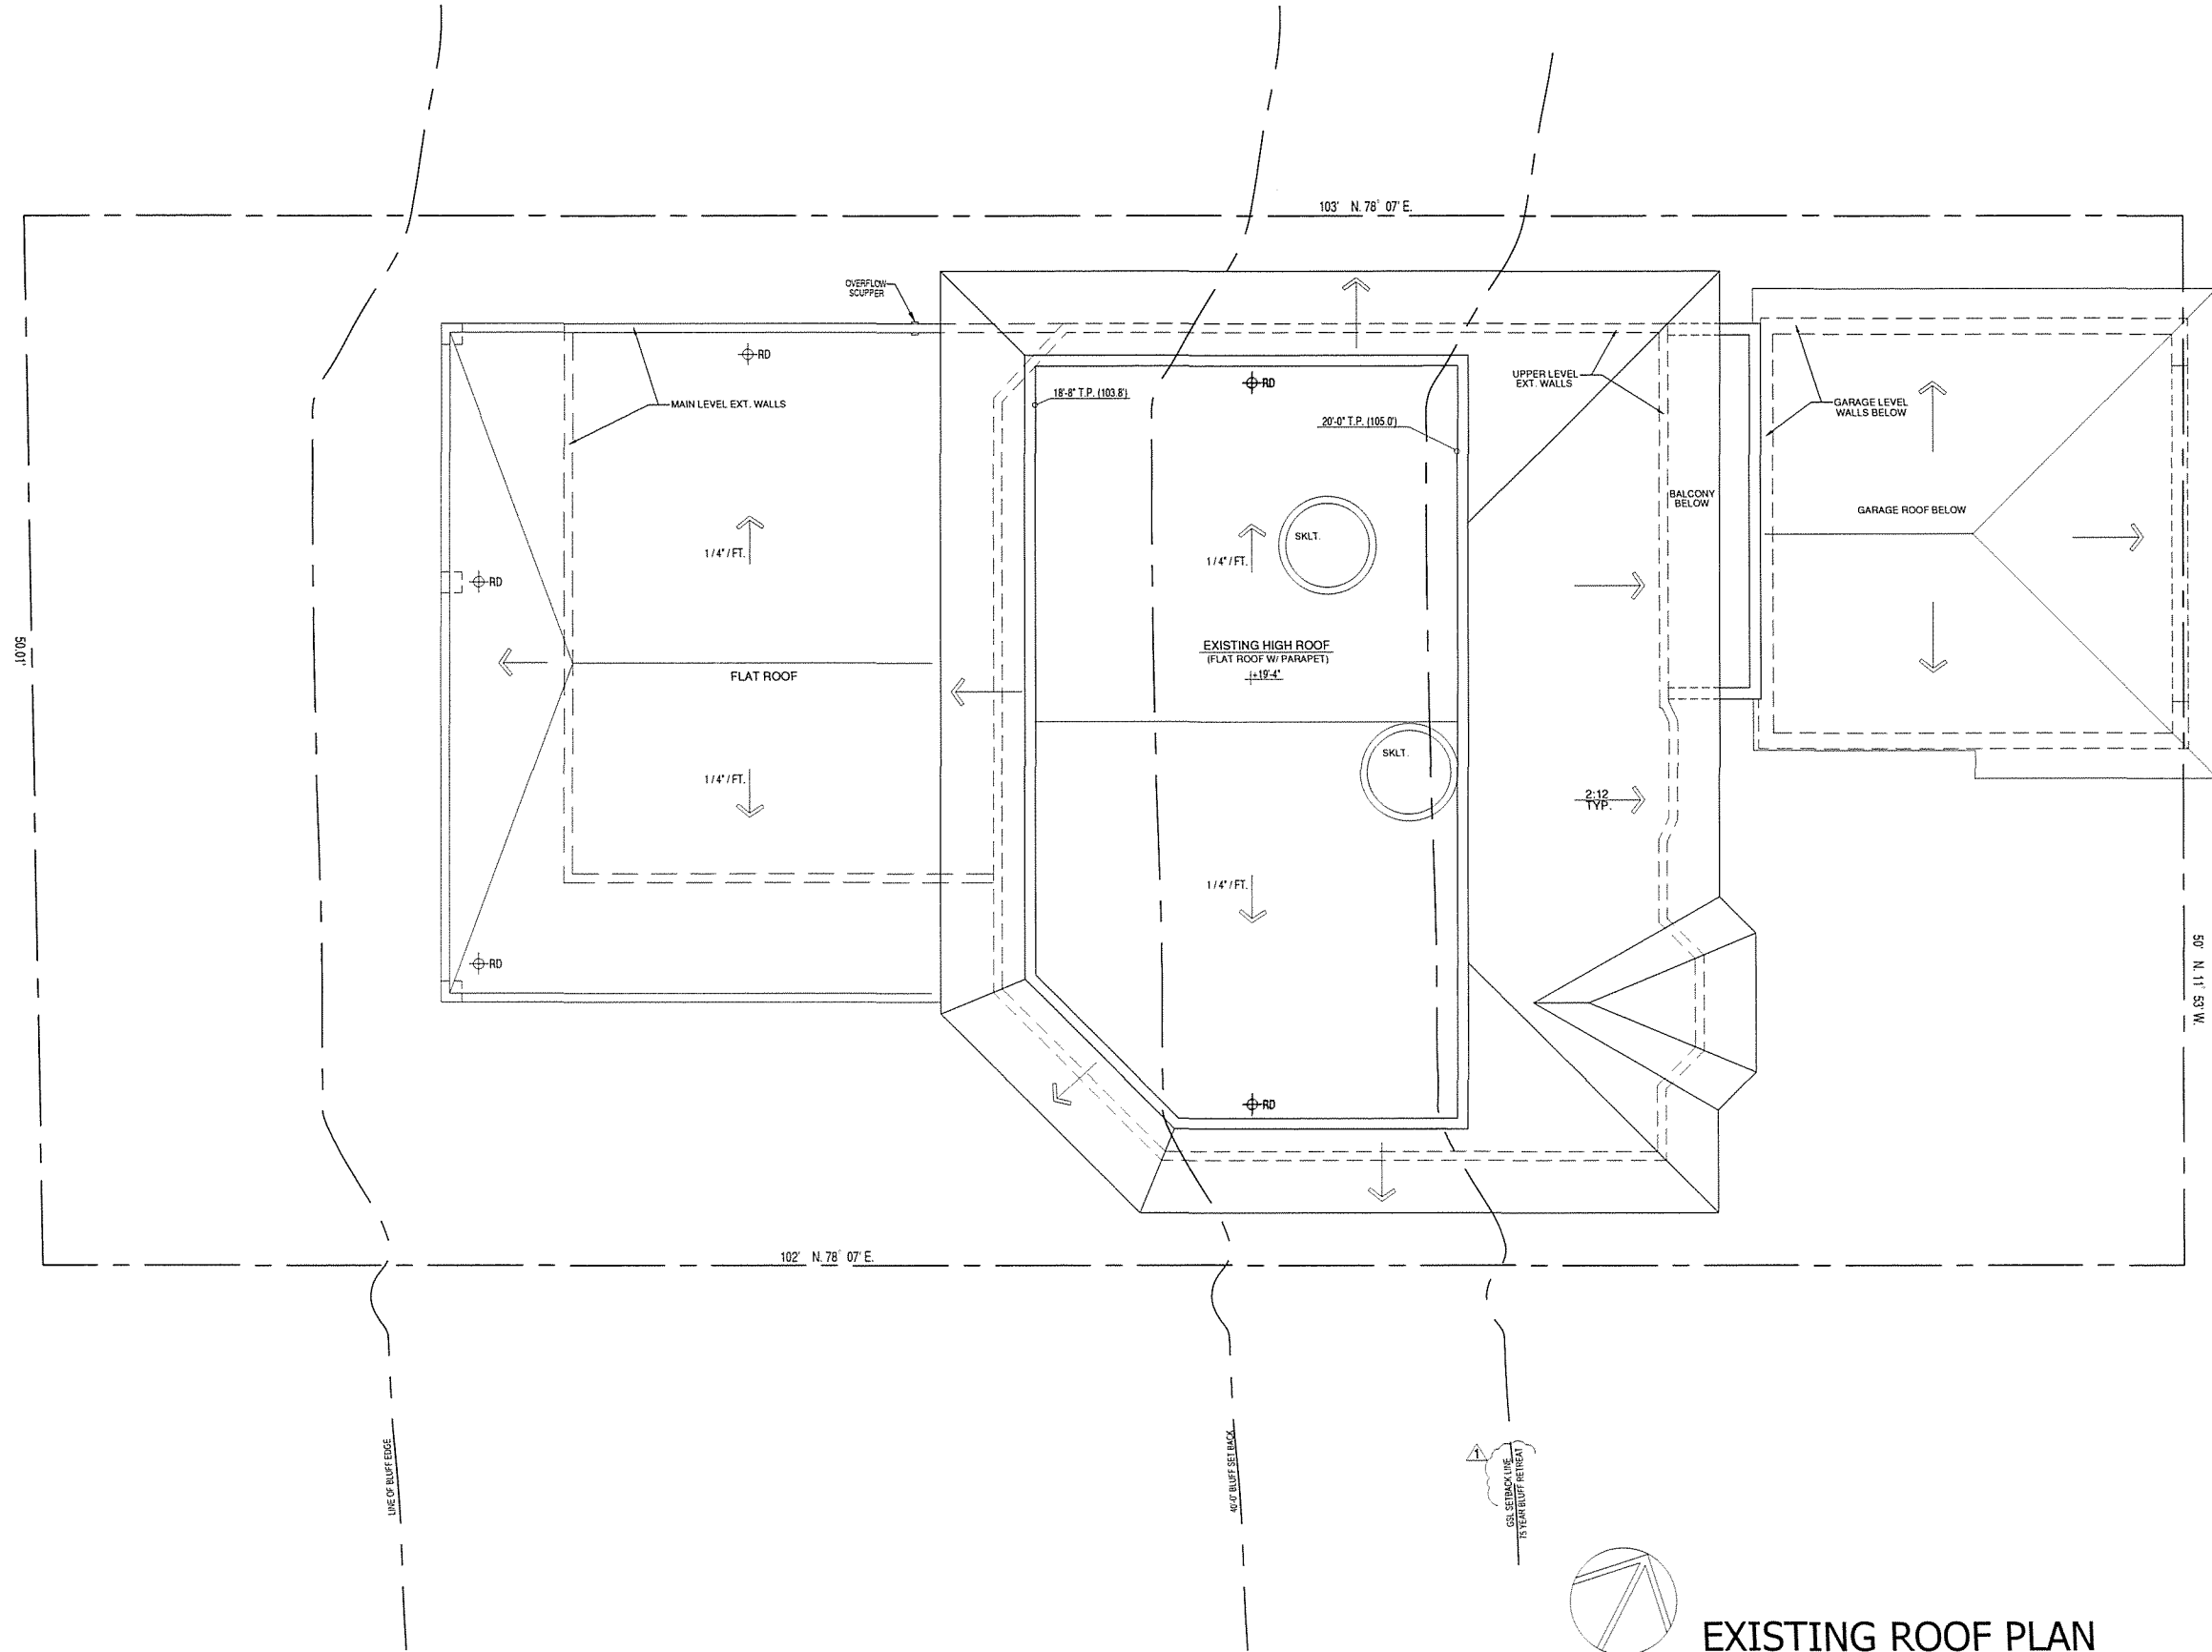 103' N. 78° 07' E.
OVERFLOW
SCUPPER
RD
RD
18'-8" T.P. (103.8')
MAIN LEVEL EXT. WALLS
UPPER LEVEL
EXT. WALLS
GARAGE LEVEL
WALLS BELOW
20'-0" T.P. (105.0')
BALCONY
BELOW
GARAGE ROOF BELOW
SKLT.
1/4"/FT.
1/4"/FT.
RD
50.01'
EXISTING HIGH ROOF
(FLAT ROOF W/ PARAPET)
+19'-4"
FLAT ROOF
SKLT.
1/4"/FT.
2:12
TYP.
1/4"/FT.
RD
50' N. 11° 53' W.
RD
102' N. 78° 07' E.
LINE OF BLUFF EDGE
40'-0" BLUFF SET BACK
1
GSL SETBACK LINE
75 YEAR BLUFF RETREAT
EXISTING ROOF PLAN